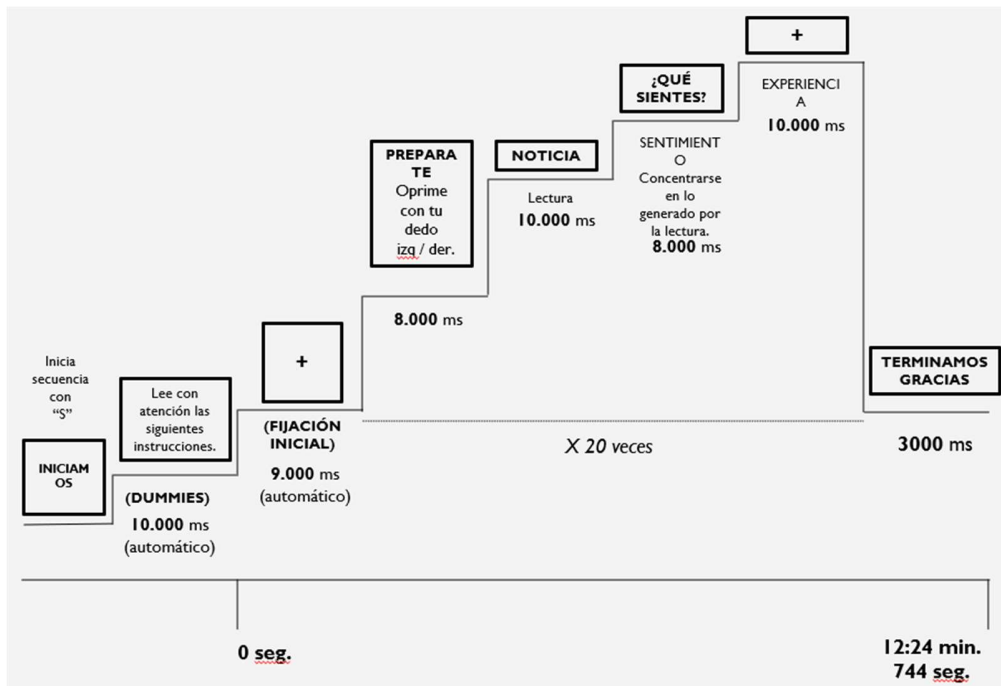 Inicia
secuencia
con
“S”
INICIAM
OS
Lee con
atención las
siguientes
instrucciones.
(DUMMIES)
10.000 ms
(automático)
+
(FIJACIÓN
INICIAL)
9.000 ms
(automático)
PREPARA
TE
Oprime
con tu
dedo
izq / der.
8.000 ms
NOTICIA
Lectura
10.000 ms
¿QUÉ
SIENTES?
SENTIMIENT
O
Concentrarse
en lo
generado por
la lectura.
8.000 ms
+
EXPERIENCI
A
10.000 ms
X 20 veces
TERMINAMOS
GRACIAS
3000 ms
0 seg.
12:24 min.
744 seg.